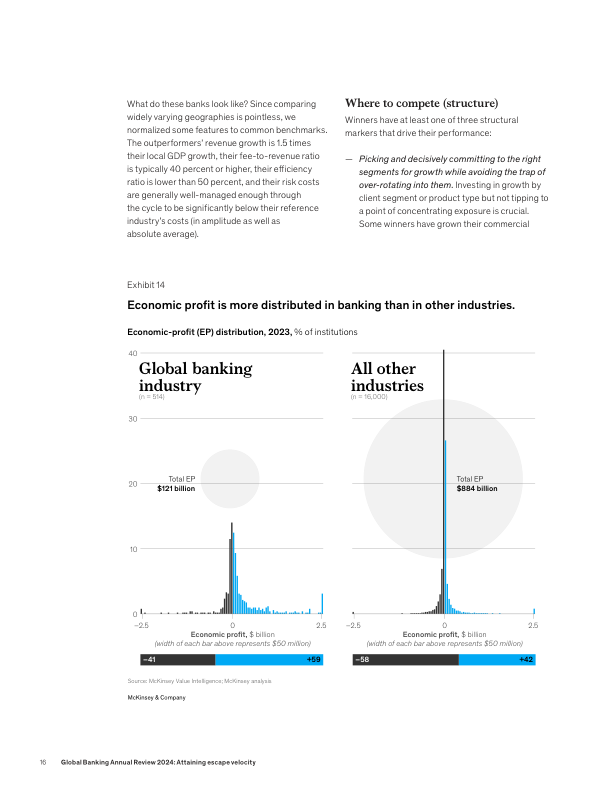 What do these banks look like? Since comparing
widely varying geographies is pointless, we
normalized some features to common benchmarks.
The outperformers’ revenue growth is 1.5 times
their local GDP growth, their fee-to-revenue ratio
is typically 40 percent or higher, their efficiency
ratio is lower than 50 percent, and their risk costs
are generally well-managed enough through
the cycle to be significantly below their reference
industry’s costs (in amplitude as well as
absolute average).
Where to compete (structure)
Winners have at least one of three structural
markers that drive their performance:
— Picking and decisively committing to the right
segments for growth while avoiding the trap of
over-rotating into them. Investing in growth by
client segment or product type but not tipping to
a point of concentrating exposure is crucial.
Some winners have grown their commercial
Exhibit 14
Economic profit is more distributed in banking than in other industries.
Economic-profit (EP) distribution, 2023, % of institutions
40
30
20
10
0
Global banking
industry
(n = 514)
Total EP
$121 billion
−2.5 0 2.5
Economic profit, $ billion
(width of each bar above represents $50 million)
−41 +59
All other
industries
(n = 16,000)
Total EP
$884 billion
−2.5 0 2.5
Economic profit, $ billion
(width of each bar above represents $50 million)
−58 +42
Source: McKinsey Value Intelligence; McKinsey analysis
McKinsey & Company
16 Global Banking Annual Review 2024: Attaining escape velocity